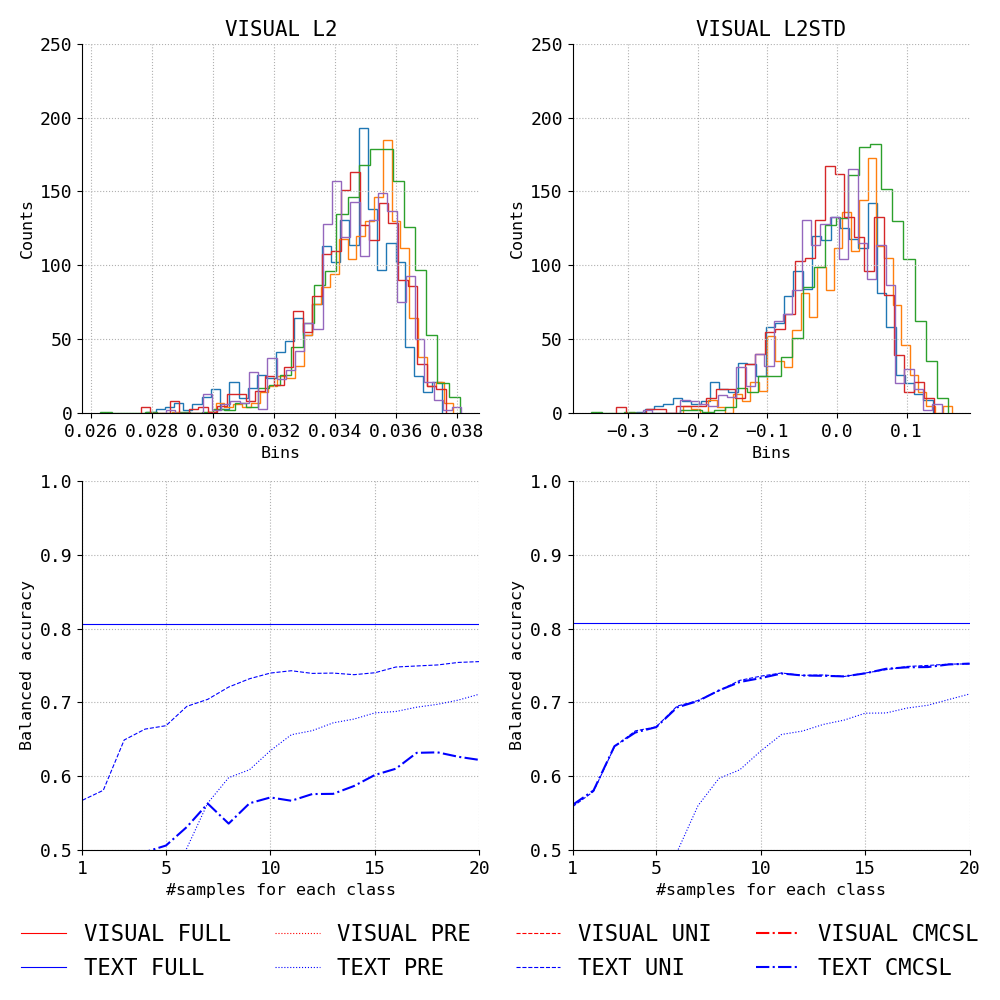 VISUAL L2
VISUAL L2STD
250
200
150
100
50
0
Counts
0.026 0.028 0.030 0.032 0.034 0.036 0.038
Bins
250
200
150
100
50
0
Counts
−0.3 −0.2 −0.1 0.0 0.1
Bins
1.0
0.9
0.8
0.7
0.6
0.5
Balanced accuracy
1 5 10 15 20
#samples for each class
1.0
0.9
0.8
0.7
0.6
0.5
Balanced accuracy
1 5 10 15 20
#samples for each class
VISUAL FULL VISUAL PRE VISUAL UNI VISUAL CMCSL
TEXT FULL TEXT PRE TEXT UNI TEXT CMCSL